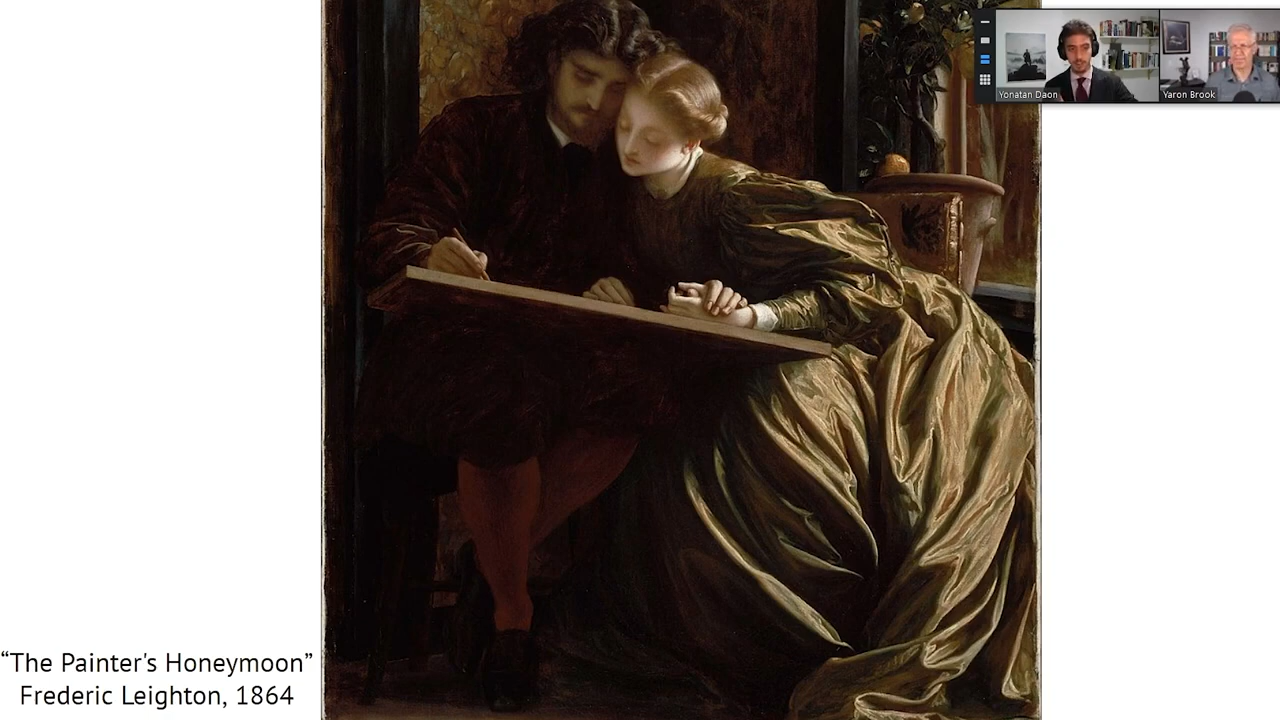 Yonatan Daon
Yaron Brook
“The Painter's Honeymoon”
Frederic Leighton, 1864